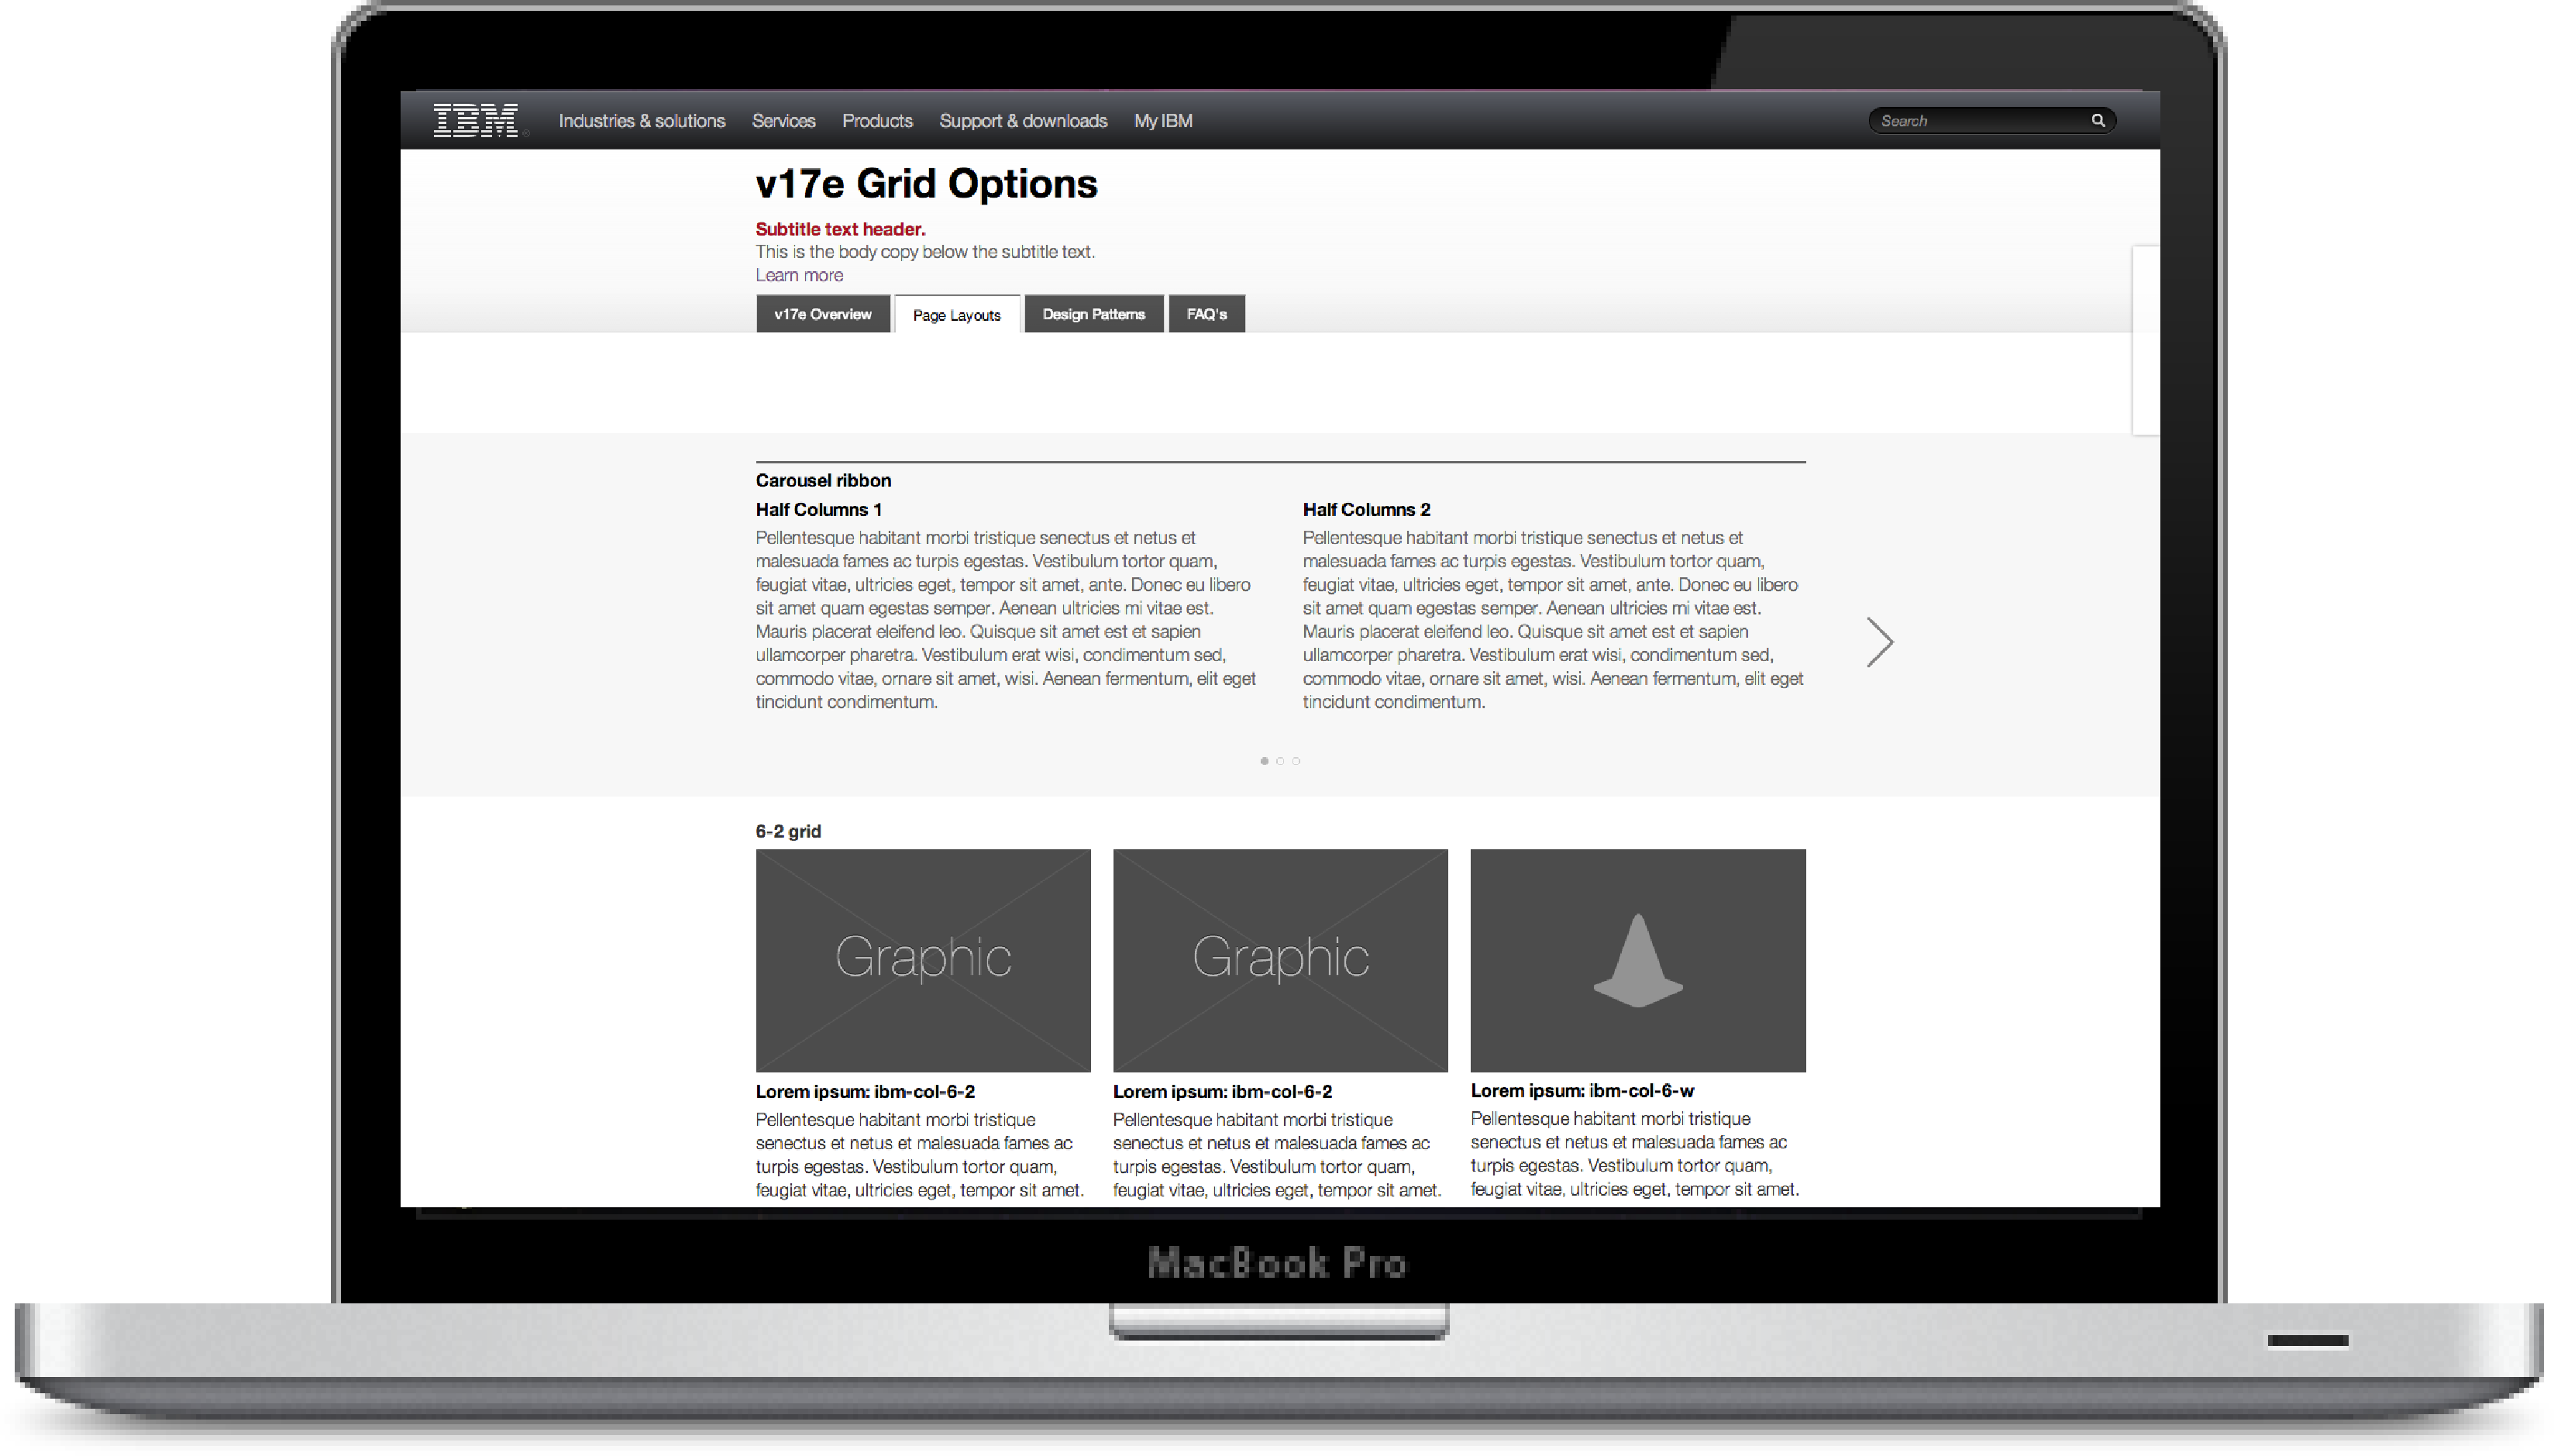 IBM
Industries & solutions Services Products Support & downloads My IBM Search
v17e Grid Options
Subtitle text header.
This is the body copy below the subtitle text.
Learn more
v17e Overview Page Layouts Design Patterns FAQ's
Carousel ribbon
Half Columns 1
Pellentesque habitant morbi tristique senectus et netus et
malesuada fames ac turpis egestas. Vestibulum tortor quam,
feugiat vitae, ultricies eget, tempor sit amet, ante. Donec eu libero
sit amet quam egestas semper. Aenean ultricies mi vitae est.
Mauris placerat eleifend leo. Quisque sit amet est et sapien
ullamcorper pharetra. Vestibulum erat wisi, condimentum sed,
commodo vitae, ornare sit amet, wisi. Aenean fermentum, elit eget
tincidunt condimentum.
Half Columns 2
Pellentesque habitant morbi tristique senectus et netus et
malesuada fames ac turpis egestas. Vestibulum tortor quam,
feugiat vitae, ultricies eget, tempor sit amet, ante. Donec eu libero
sit amet quam egestas semper. Aenean ultricies mi vitae est.
Mauris placerat eleifend leo. Quisque sit amet est et sapien
ullamcorper pharetra. Vestibulum erat wisi, condimentum sed,
commodo vitae, ornare sit amet, wisi. Aenean fermentum, elit eget
tincidunt condimentum.
6-2 grid
Graphic
Lorem ipsum: ibm-col-6-2
Pellentesque habitant morbi tristique
senectus et netus et malesuada fames ac
turpis egestas. Vestibulum tortor quam,
feugiat vitae, ultricies eget, tempor sit amet.
Graphic
Lorem ipsum: ibm-col-6-2
Pellentesque habitant morbi tristique
senectus et netus et malesuada fames ac
turpis egestas. Vestibulum tortor quam,
feugiat vitae, ultricies eget, tempor sit amet.
Lorem ipsum: ibm-col-6-w
Pellentesque habitant morbi tristique
senectus et netus et malesuada fames ac
turpis egestas. Vestibulum tortor quam,
feugiat vitae, ultricies eget, tempor sit amet.
MacBook Pro